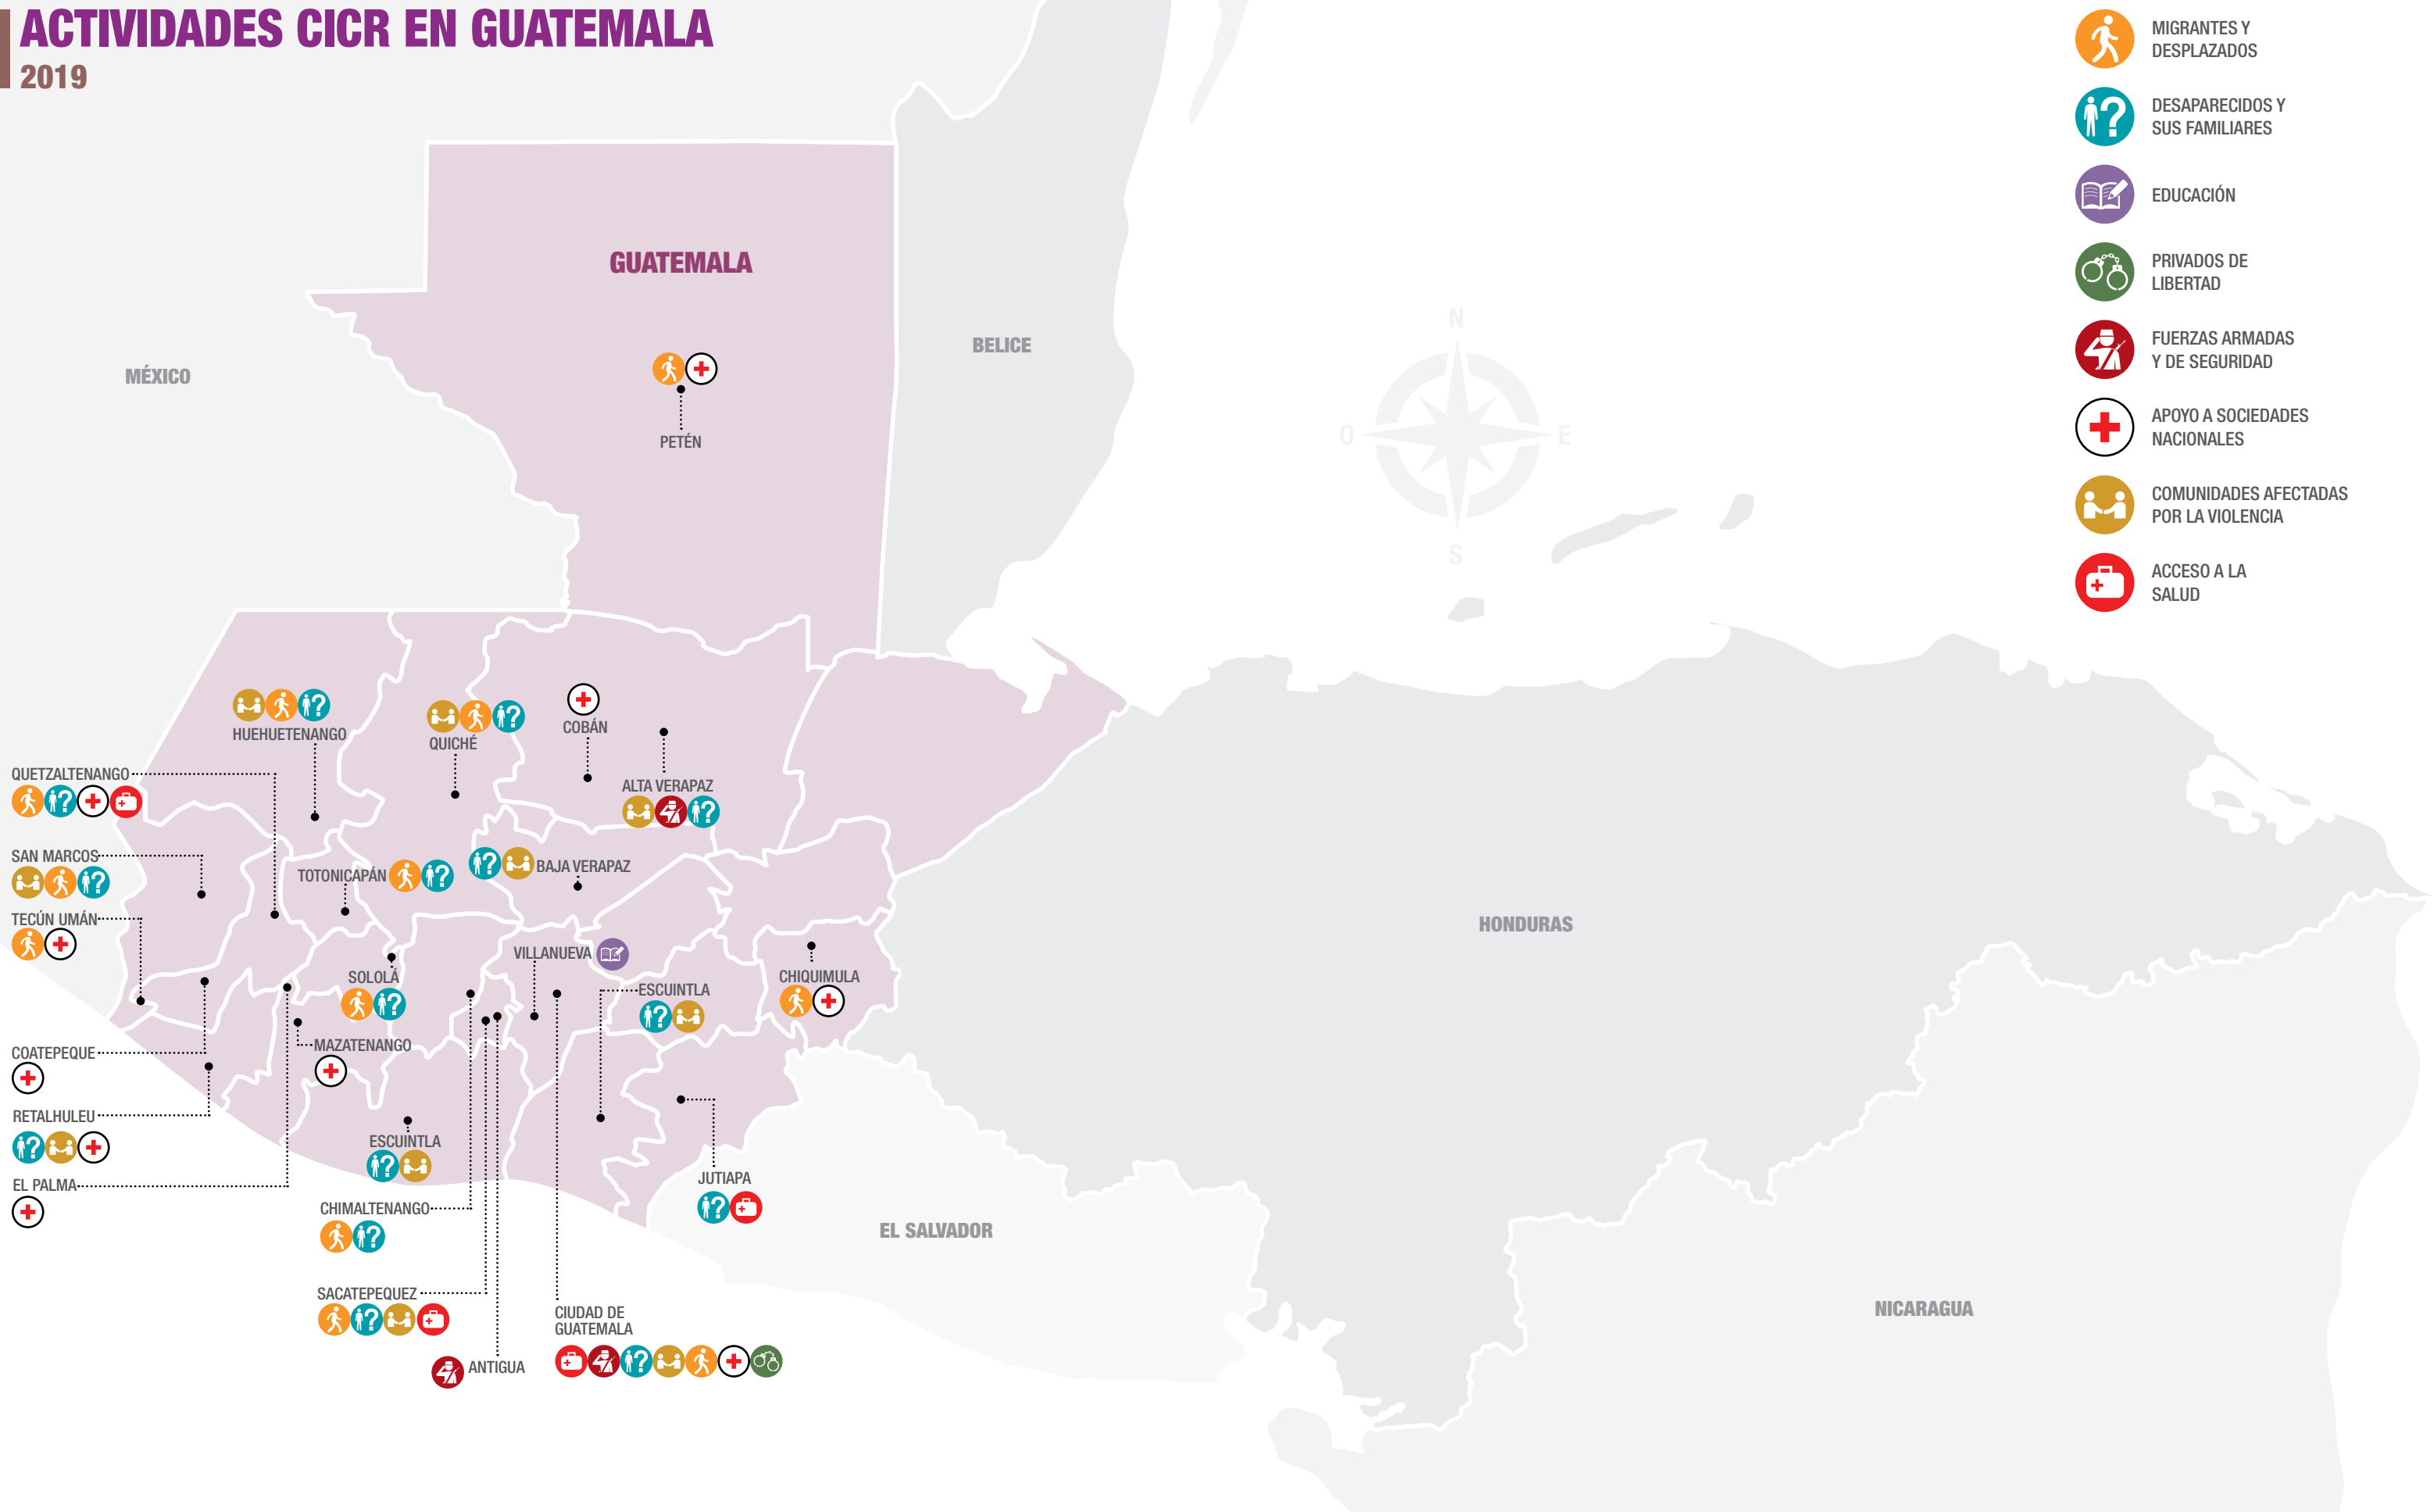 ACTIVIDADES CICR EN GUATEMALA
2019
MIGRANTES Y
DESPLAZADOS
DESAPARECIDOS Y
SUS FAMILIARES
EDUCACIÓN
PRIVADOS DE
LIBERTAD
FUERZAS ARMADAS
Y DE SEGURIDAD
APOYO A SOCIEDADES
NACIONALES
COMUNIDADES AFECTADAS
POR LA VIOLENCIA
ACCESO A LA
SALUD
GUATEMALA
MÉXICO
BELICE
N
O
E
S
PETÉN
HUEHUETENANGO
QUICHÉ
COBÁN
QUETZALTENANGO
ALTA VERAPAZ
SAN MARCOS
TOTONICAPÁN
BAJA VERAPAZ
TECÚN UMÁN
VILLANUEVA
SOLOLÁ
ESCUINTLA
CHIQUIMULA
HONDURAS
COATEPEQUE
MAZATENANGO
RETALHULEU
ESCUINTLA
EL PALMA
JUTIAPA
CHIMALTENANGO
EL SALVADOR
SACATEPEQUEZ
CIUDAD DE
GUATEMALA
NICARAGUA
ANTIGUA